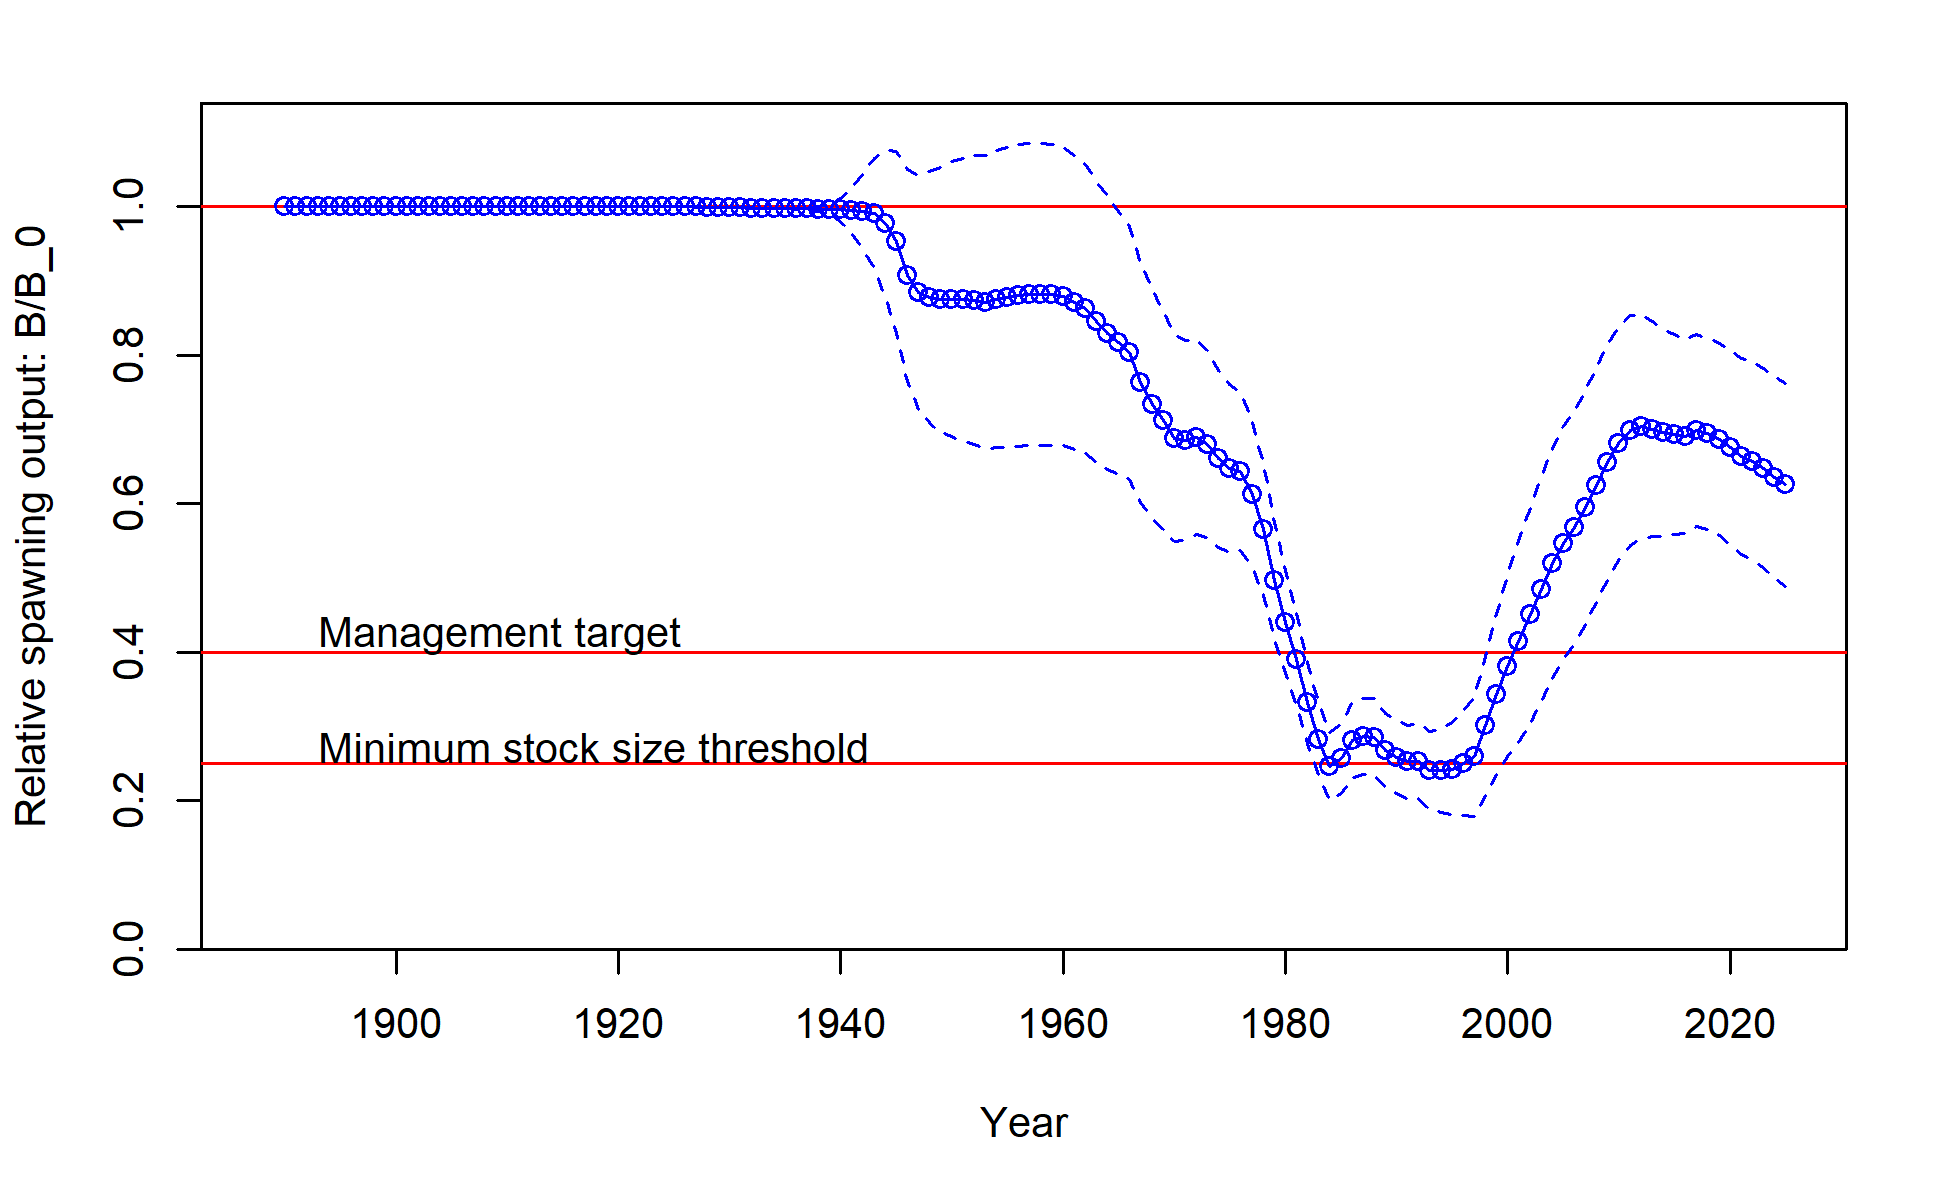 Relative spawning output: B/B_0
1.0
0.8
0.6
0.4
0.2
0.0
Management target
Minimum stock size threshold
1900 1920 1940 1960 1980 2000 2020
Year